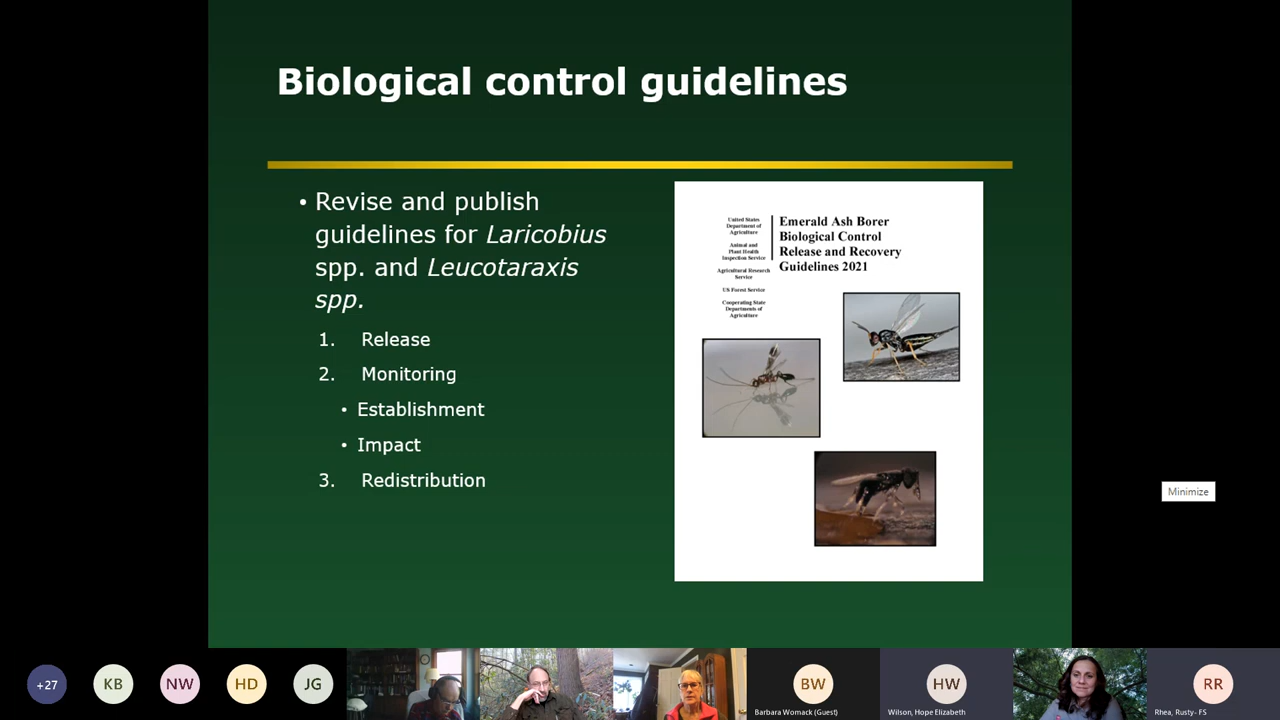 Biological control guidelines
• Revise and publish
guidelines for Laricobius
spp. and Leucotaraxis
spp.
1. Release
2. Monitoring
• Establishment
• Impact
3. Redistribution
United States
Department of
Agriculture
Animal and
Plant Health
Inspection Service
Agricultural Research
Service
US Forest Service
Cooperating State
Departments of
Agriculture
Emerald Ash Borer
Biological Control
Release and Recovery
Guidelines 2021
Minimize
+27
KB
NW
HD
JG
BW
Barbara Womack (Guest)
HW
Wilson, Hope Elizabeth
RR
Rhea, Rusty- FS